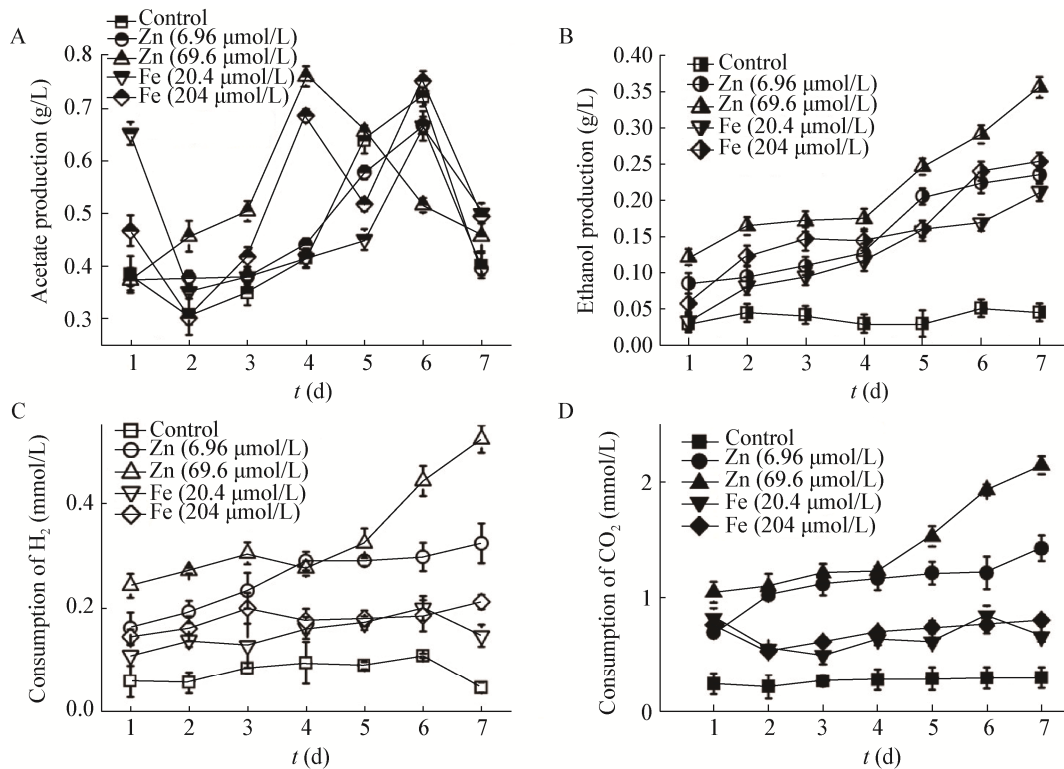 A
Control
Zn (6.96 μmol/L)
Zn (69.6 μmol/L)
Fe (20.4 μmol/L)
Fe (204 μmol/L)
Acetate production (g/L)
0.8
0.7
0.6
0.5
0.4
0.3
1 2 3 4 5 6 7
t (d)
B
Control
Zn (6.96 μmol/L)
Zn (69.6 μmol/L)
Fe (20.4 μmol/L)
Fe (204 μmol/L)
Ethanol production (g/L)
0.40
0.35
0.30
0.25
0.20
0.15
0.10
0.05
0.00
1 2 3 4 5 6 7
t (d)
C
Control
Zn (6.96 μmol/L)
Zn (69.6 μmol/L)
Fe (20.4 μmol/L)
Fe (204 μmol/L)
Consumption of H₂ (mmol/L)
0.4
0.2
0.0
1 2 3 4 5 6 7
t (d)
D
Control
Zn (6.96 μmol/L)
Zn (69.6 μmol/L)
Fe (20.4 μmol/L)
Fe (204 μmol/L)
Consumption of CO₂ (mmol/L)
2
1
0
1 2 3 4 5 6 7
t (d)